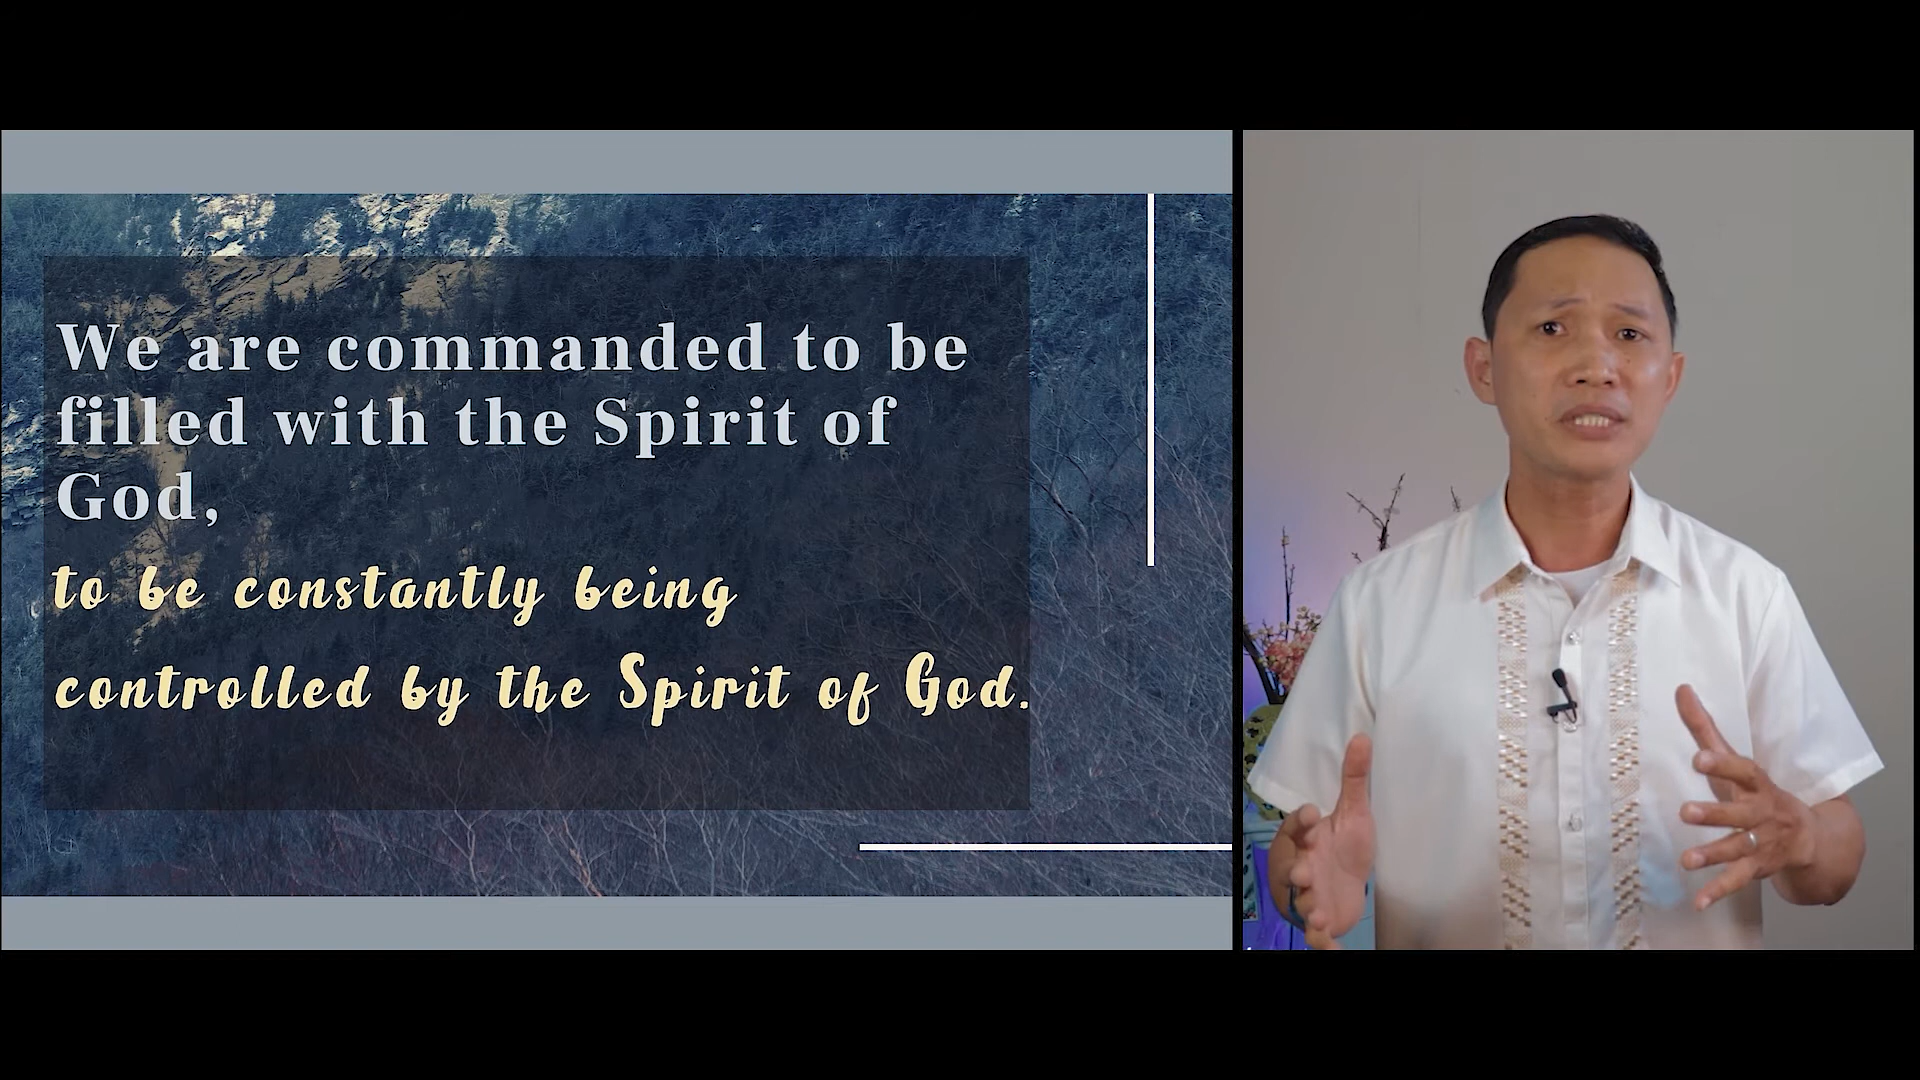 We are commanded to be
filled with the Spirit of
God,
to be constantly being
controlled by the Spirit of God.